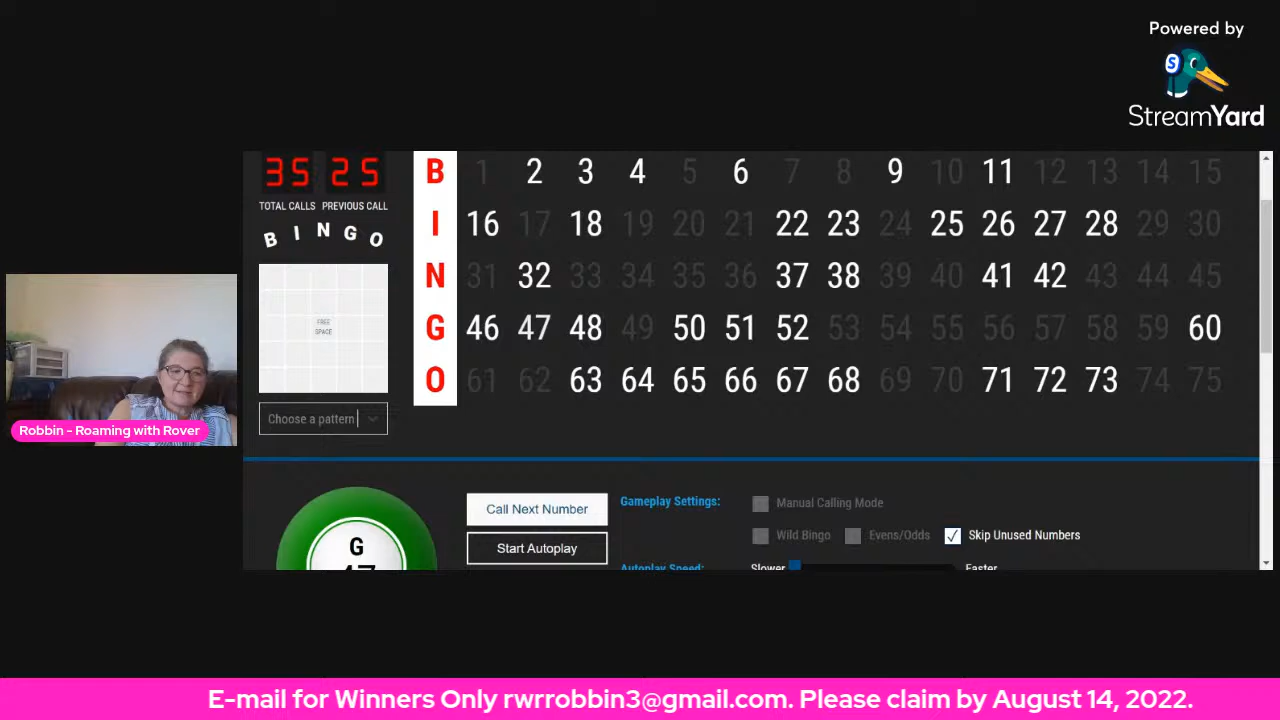 Powered by
StreamYard
35 25
TOTAL CALLS PREVIOUS CALL
BINGO
FREE
SPACE
Choose a pattern
B 1 2 3 4 5 6 7 8 9 10 11 12 13 14 15
I 16 17 18 19 20 21 22 23 24 25 26 27 28 29 30
N 31 32 33 34 35 36 37 38 39 40 41 42 43 44 45
G 46 47 48 49 50 51 52 53 54 55 56 57 58 59 60
O 61 62 63 64 65 66 67 68 69 70 71 72 73 74 75
Robbin - Roaming with Rover
G
47
Call Next Number
Start Autoplay
Gameplay Settings:
Manual Calling Mode
Wild Bingo Evens/Odds Skip Unused Numbers
Autoplay Speed: Slower Faster
E-mail for Winners Only rwrrobbin3@gmail.com. Please claim by August 14, 2022.